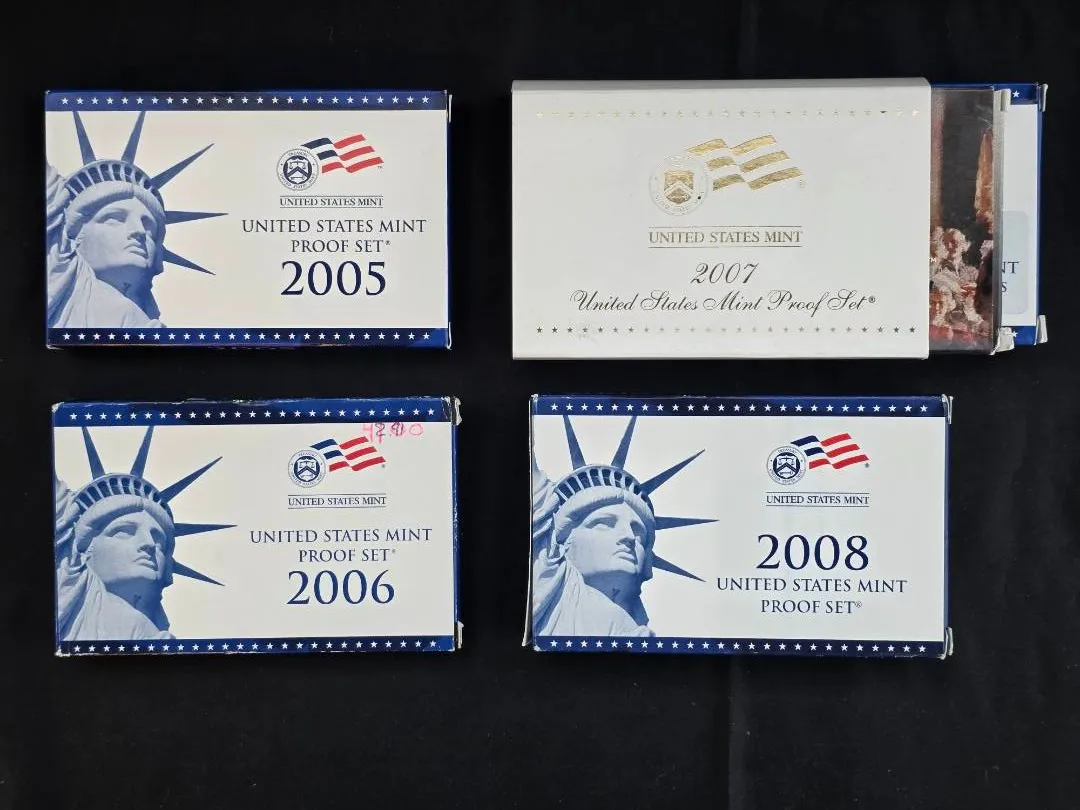 UNITED STATES MINT
UNITED STATES MINT
PROOF SET®
2005
UNITED STATES MINT
2007
United States Mint Proof Set®
NT
S
UNITED STATES MINT
UNITED STATES MINT
PROOF SET®
2006
UNITED STATES MINT
2008
UNITED STATES MINT
PROOF SET®